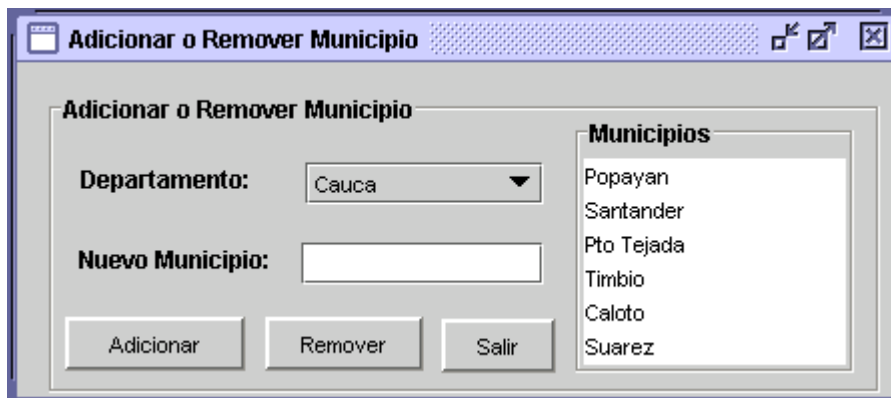 Adicionar o Remover Municipio
Adicionar o Remover Municipio
Departamento:
Cauca
Nuevo Municipio:
Adicionar
Remover
Salir
Municipios
Popayan
Santander
Pto Tejada
Timbio
Caloto
Suarez